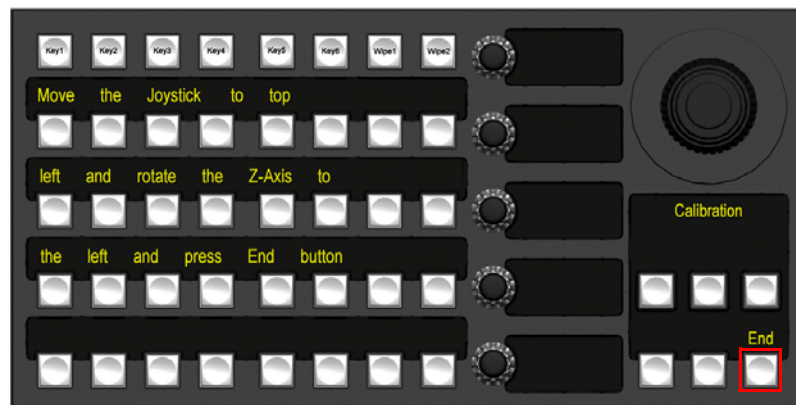 Key1 Key2 Key3 Key4 Key5 Key6 Wipe1 Wipe2
Move the Joystick to top
left and rotate the Z-Axis to
Calibration
the left and press End button
End